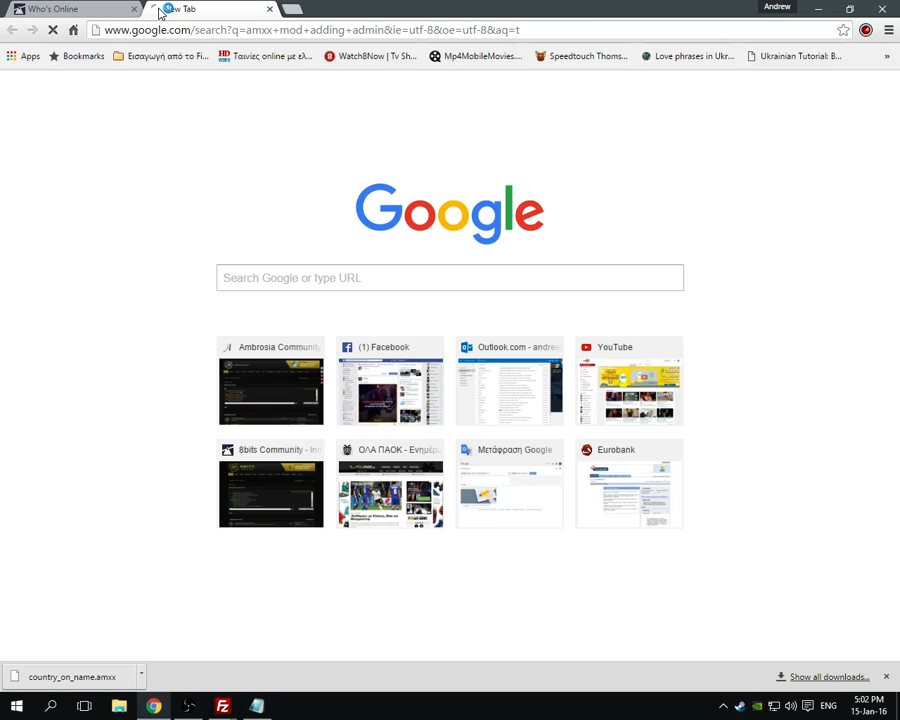 Who's Online
New Tab
Andrew
www.google.com/search?q=amxx+mod+adding+admin&ie=utf-8&oe=utf-8&aq=t
Apps
Bookmarks
Εισαγωγή από το Fi...
Ταινίες online με ελ...
Watch8Now | Tv Sh...
Mp4MobileMovies....
Speedtouch Thoms...
Love phrases in Ukr...
Ukrainian Tutorial: B...
»
Google
Search Google or type URL
Ambrosia Community
(1) Facebook
Outlook.com - andre
YouTube
8bits Community - Ind
ΟΛΑ ΠΑΟΚ - Ενημέρω
Μετάφραση Google
Eurobank
country_on_name.amxx
Show all downloads...
ENG
5:02 PM
15-Jan-16